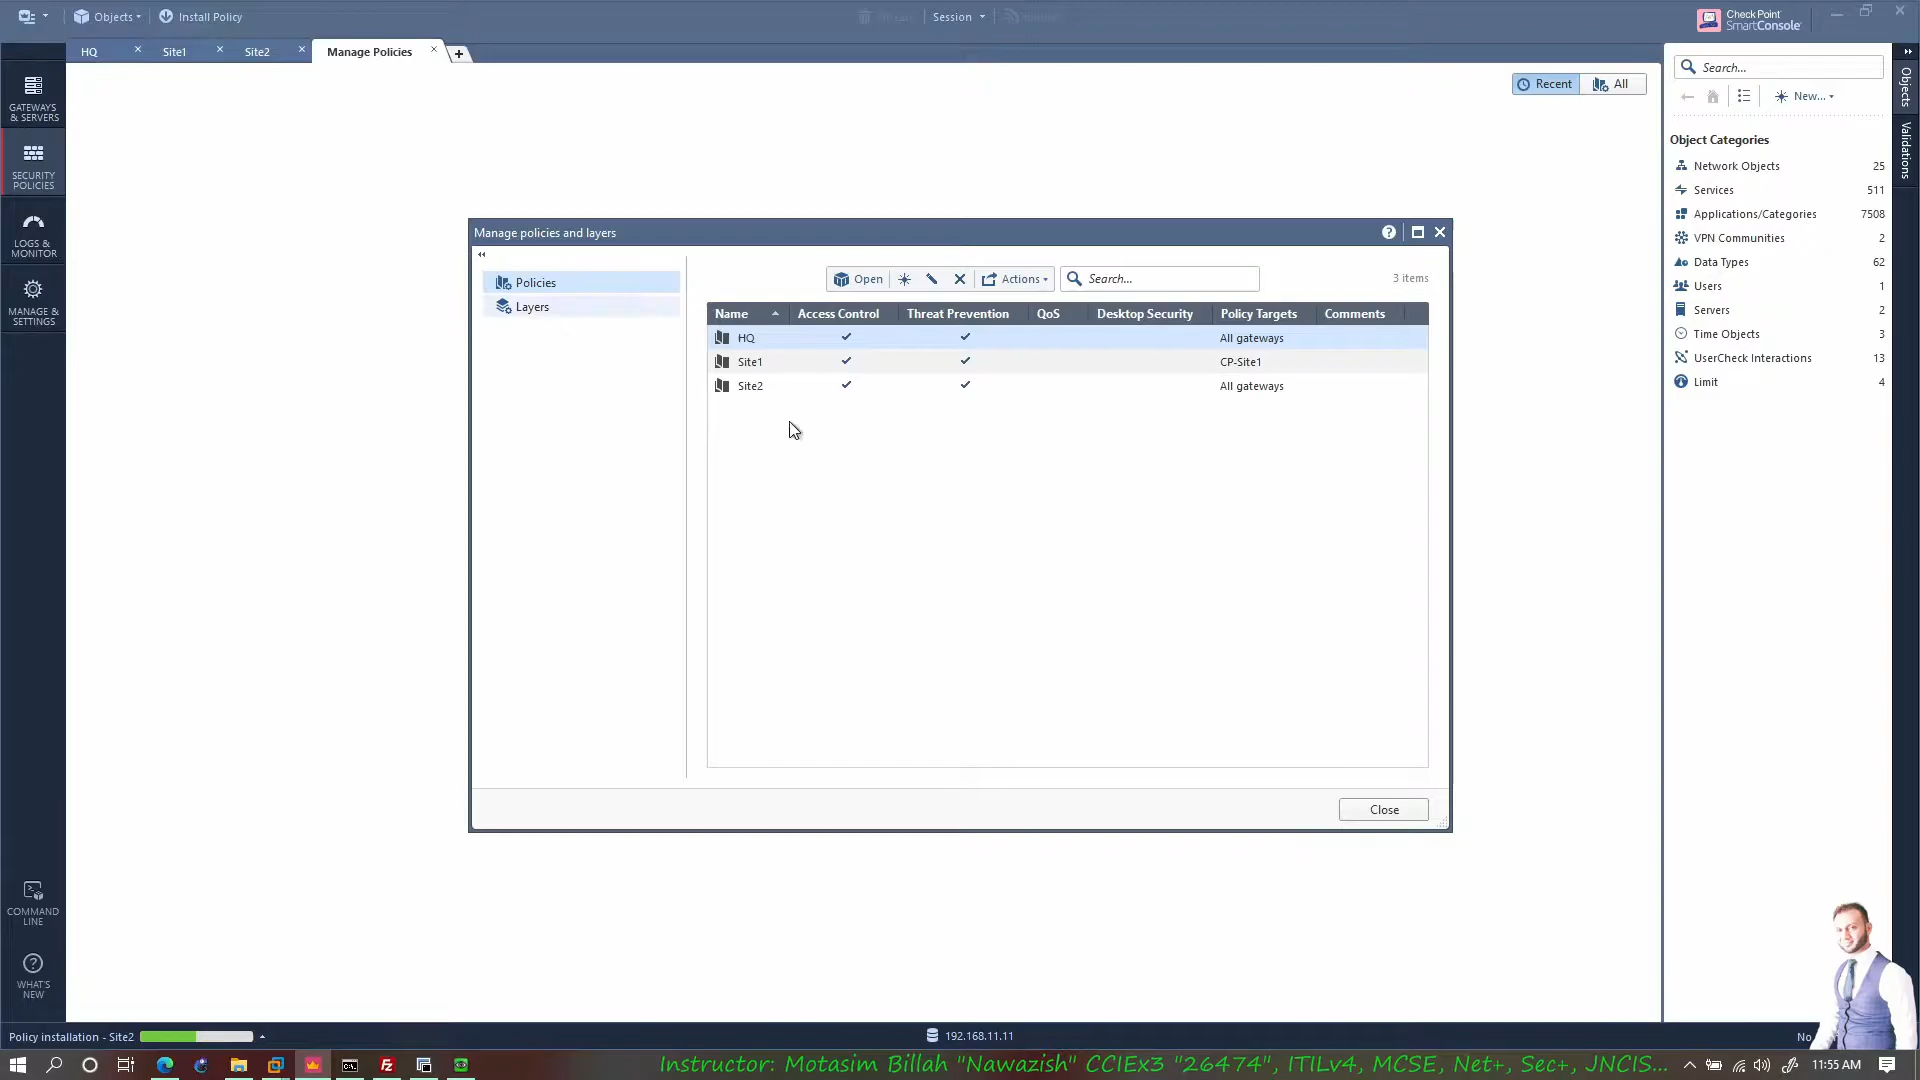 Objects
Install Policy
Session
Check Point
SmartConsole
HQ
Site1
Site2
Manage Policies
GATEWAYS
& SERVERS
SECURITY
POLICIES
LOGS &
MONITOR
MANAGE &
SETTINGS
COMMAND
LINE
WHAT'S
NEW
Recent
All
Manage policies and layers
Policies
Layers
Open
Actions
Search...
3 items
Name Access Control Threat Prevention QoS Desktop Security Policy Targets Comments
HQ All gateways
Site1 CP-Site1
Site2 All gateways
Close
Search...
New...
Object Categories
Network Objects 25
Services 511
Applications/Categories 7508
VPN Communities 2
Data Types 62
Users 1
Servers 2
Time Objects 3
UserCheck Interactions 13
Limit 4
Objects
Validations
Policy installation - Site2
192.168.11.11
No
Instructor: Motasim Billah "Nawazish" CCIEx3 "26474", ITILv4, MCSE, Net+, Sec+, JNCIS...
11:55 AM